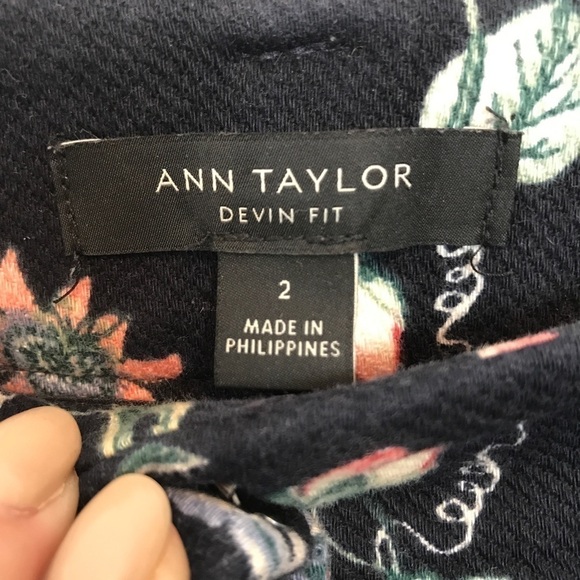 ANN TAYLOR
DEVIN FIT
2
MADE IN
PHILIPPINES